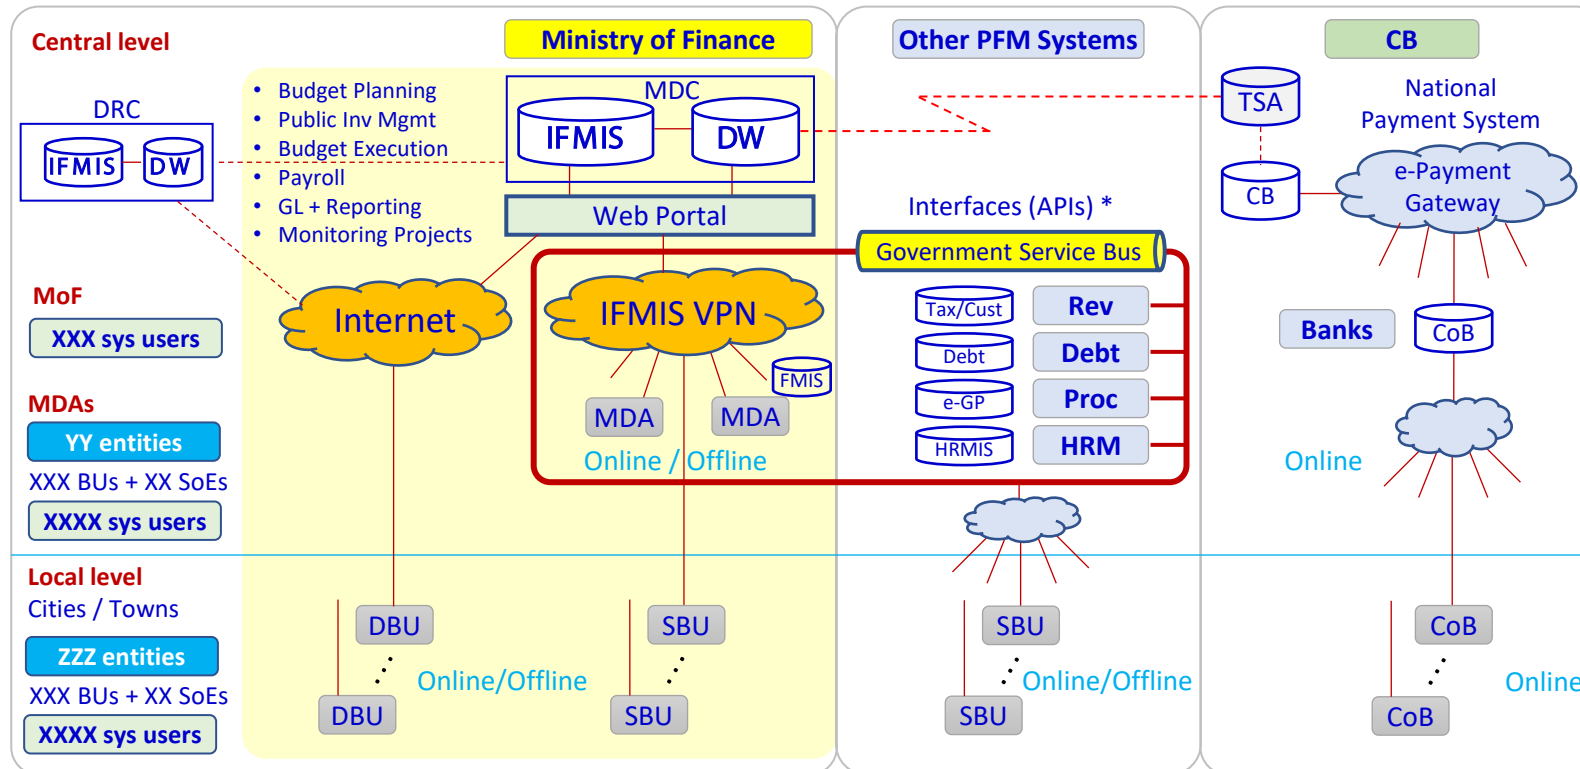 Central level
Ministry of Finance
Other PFM Systems
CB
• Budget Planning
• Public Inv Mgmt
• Budget Execution
• Payroll
• GL + Reporting
• Monitoring Projects
DRC
IFMIS
DW
MDC
IFMIS
DW
Web Portal
TSA
CB
National
Payment System
e-Payment
Gateway
Interfaces (APIs) *
Government Service Bus
MoF
XXX sys users
Internet
IFMIS VPN
FMIS
MDA
MDA
Online / Offline
Tax/Cust
Rev
Debt
Debt
e-GP
Proc
HRMIS
HRM
Banks
CoB
Online
MDAs
YY entities
XXX BUs + XX SoEs
XXXX sys users
Local level
Cities / Towns
ZZZ entities
XXX BUs + XX SoEs
XXXX sys users
DBU
DBU
Online/Offline
SBU
SBU
SBU
SBU
Online/Offline
CoB
CoB
Online